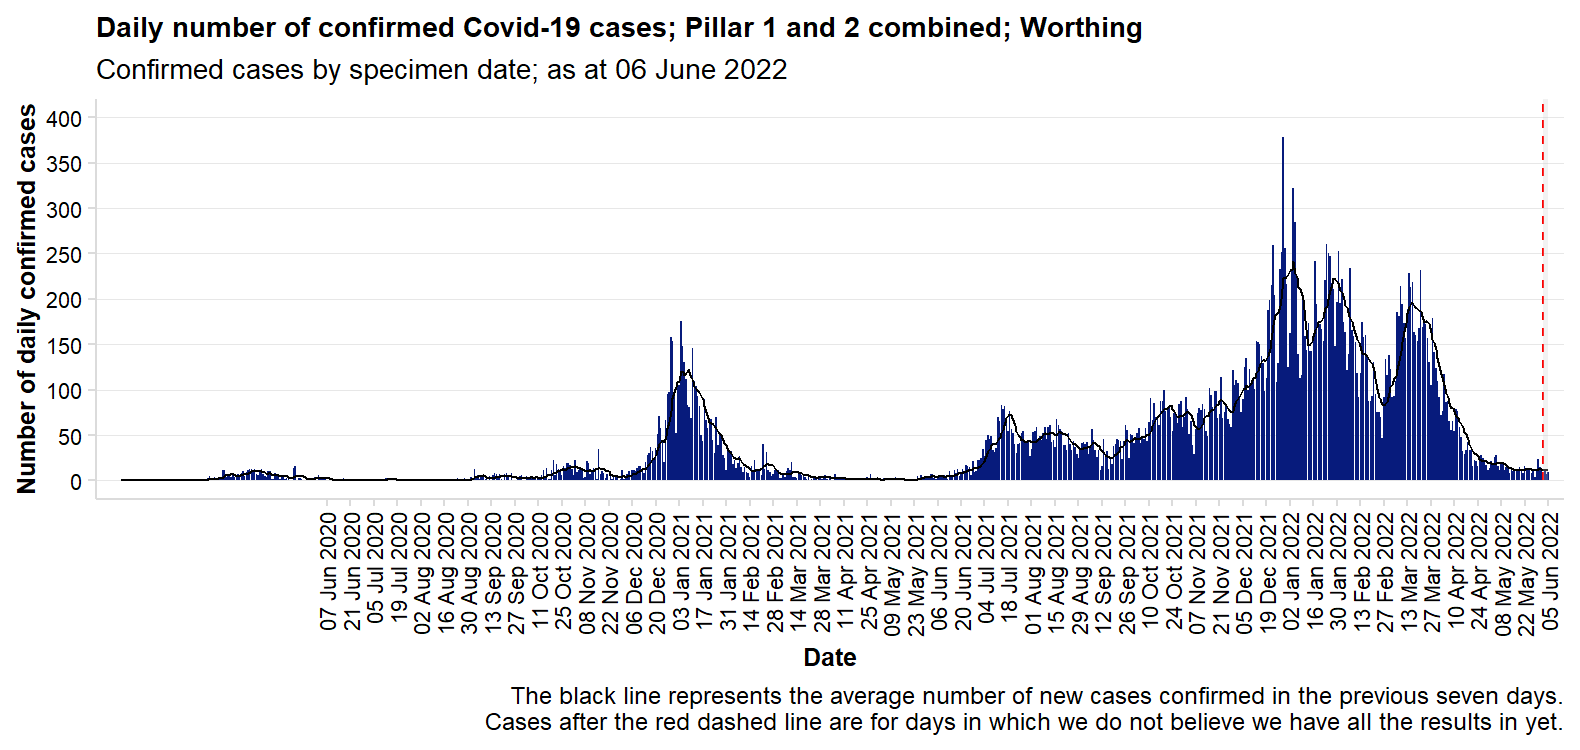 Daily number of confirmed Covid-19 cases; Pillar 1 and 2 combined; Worthing
Confirmed cases by specimen date; as at 06 June 2022
Number of daily confirmed cases
400
350
300
250
200
150
100
50
0
07 Jun 2020
21 Jun 2020
05 Jul 2020
19 Jul 2020
02 Aug 2020
16 Aug 2020
30 Aug 2020
13 Sep 2020
27 Sep 2020
11 Oct 2020
25 Oct 2020
08 Nov 2020
22 Nov 2020
06 Dec 2020
20 Dec 2020
03 Jan 2021
17 Jan 2021
31 Jan 2021
14 Feb 2021
28 Feb 2021
14 Mar 2021
28 Mar 2021
11 Apr 2021
25 Apr 2021
09 May 2021
23 May 2021
06 Jun 2021
20 Jun 2021
04 Jul 2021
18 Jul 2021
01 Aug 2021
15 Aug 2021
29 Aug 2021
12 Sep 2021
26 Sep 2021
10 Oct 2021
24 Oct 2021
07 Nov 2021
21 Nov 2021
05 Dec 2021
19 Dec 2021
02 Jan 2022
16 Jan 2022
30 Jan 2022
13 Feb 2022
27 Feb 2022
13 Mar 2022
27 Mar 2022
10 Apr 2022
24 Apr 2022
08 May 2022
22 May 2022
05 Jun 2022
Date
The black line represents the average number of new cases confirmed in the previous seven days.
Cases after the red dashed line are for days in which we do not believe we have all the results in yet.